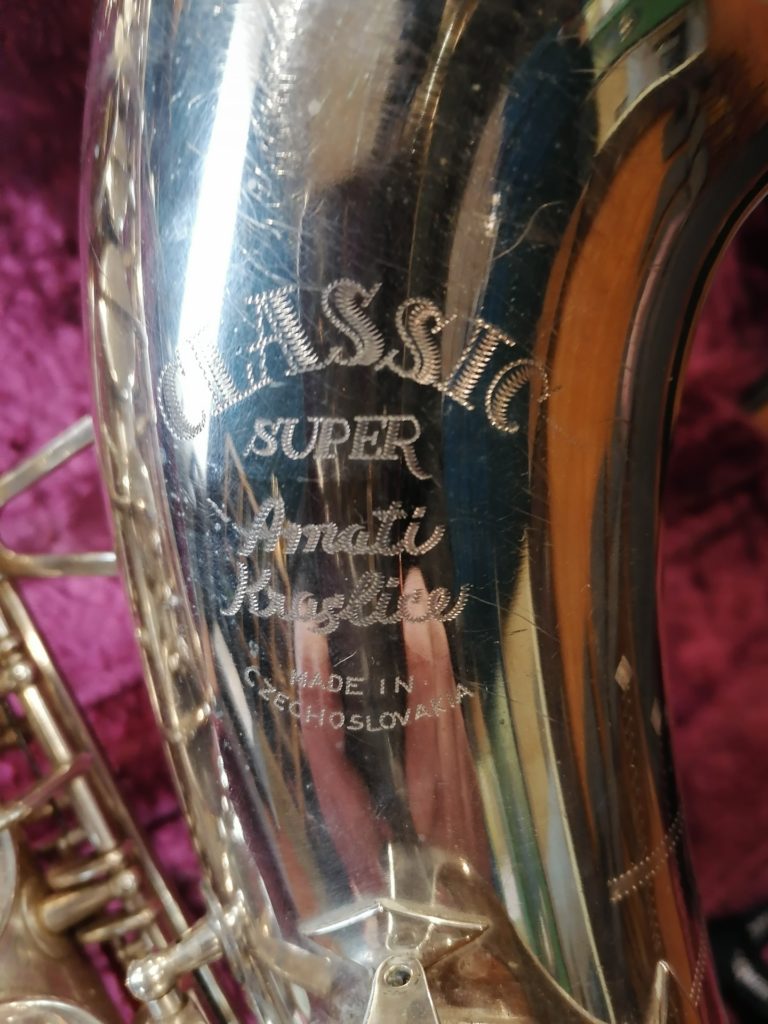 CLASSIC
SUPER
Amati
Kraslice
MADE IN
CZECHOSLOVAKIA